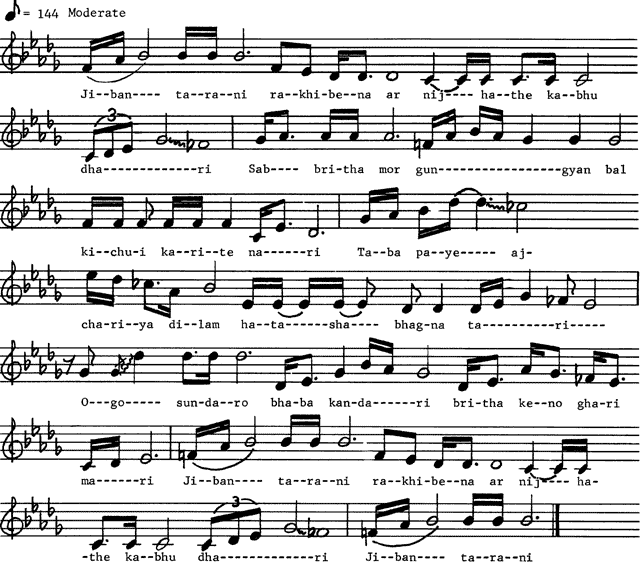 = 144 Moderate
Ji--ban---- ta--ra--ni ra--khi-be--na ar nij---- ha--the ka--bhu
3
dha-------------ri Sab---- bri-tha mor gun----------------gyan bal
ki-chu-i ka-ri-te na------ri Ta-ba pa-ye----- aj-
cha-ri-ya di-lam ha-ta-----sha---- bhag-na ta---------ri-----
O---go----- sun-da--ro bha-ba kan-da----ri bri-tha ke-no gha-ri
ma------ri Ji-ban---- ta-ra-ni ra--khi-be--na ar nij---- ha-
3
-the ka--bhu dha-------------ri Ji-ban---- ta-ra--ni